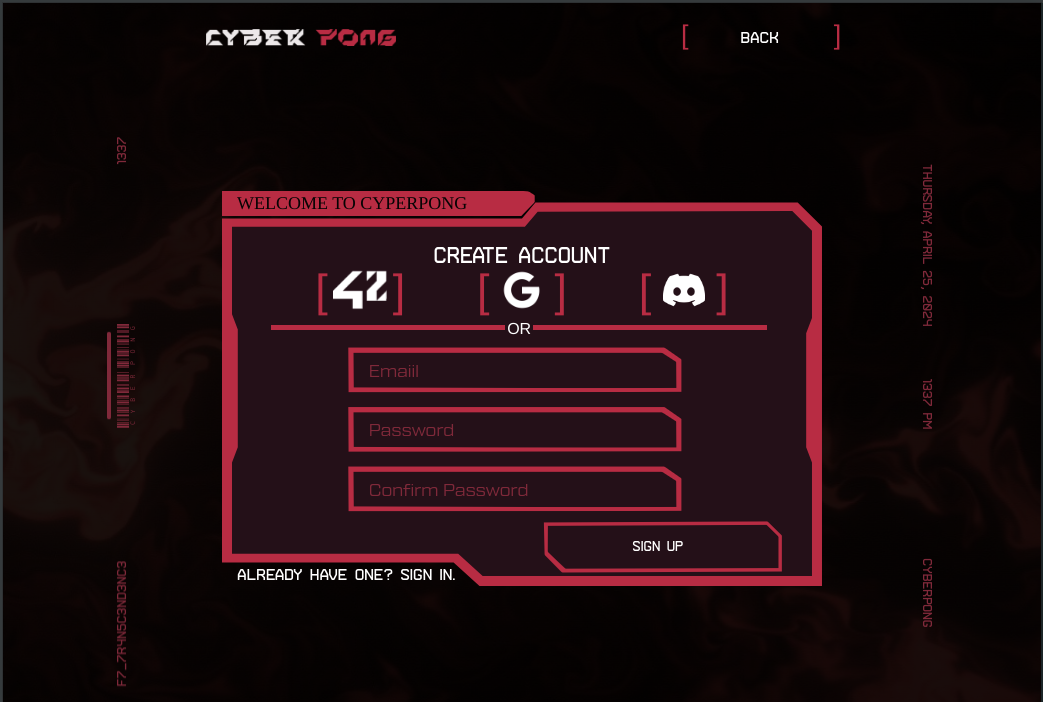 CYBER PONG
BACK
1337
THURSDAY, APRIL 25, 2024
WELCOME TO CYPERPONG
CREATE ACCOUNT
42
G
OR
Emaiil
Password
1337 PM
Confirm Password
SIGN UP
ALREADY HAVE ONE? SIGN IN.
F7_7R4N5C3ND3NC3
CYBERPONG